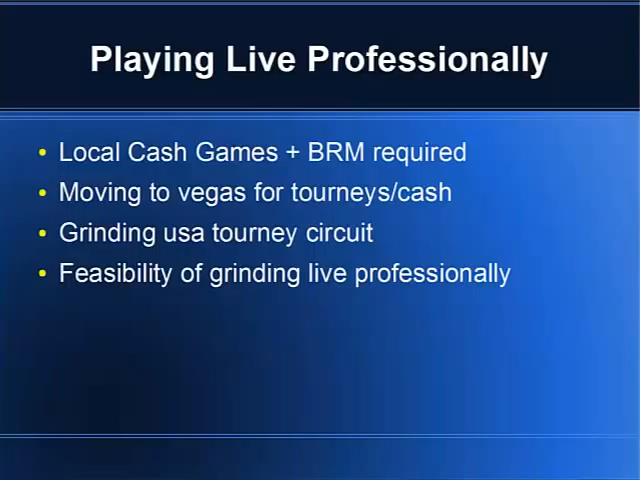 Playing Live Professionally
• Local Cash Games + BRM required
• Moving to vegas for tourneys/cash
• Grinding usa tourney circuit
• Feasibility of grinding live professionally